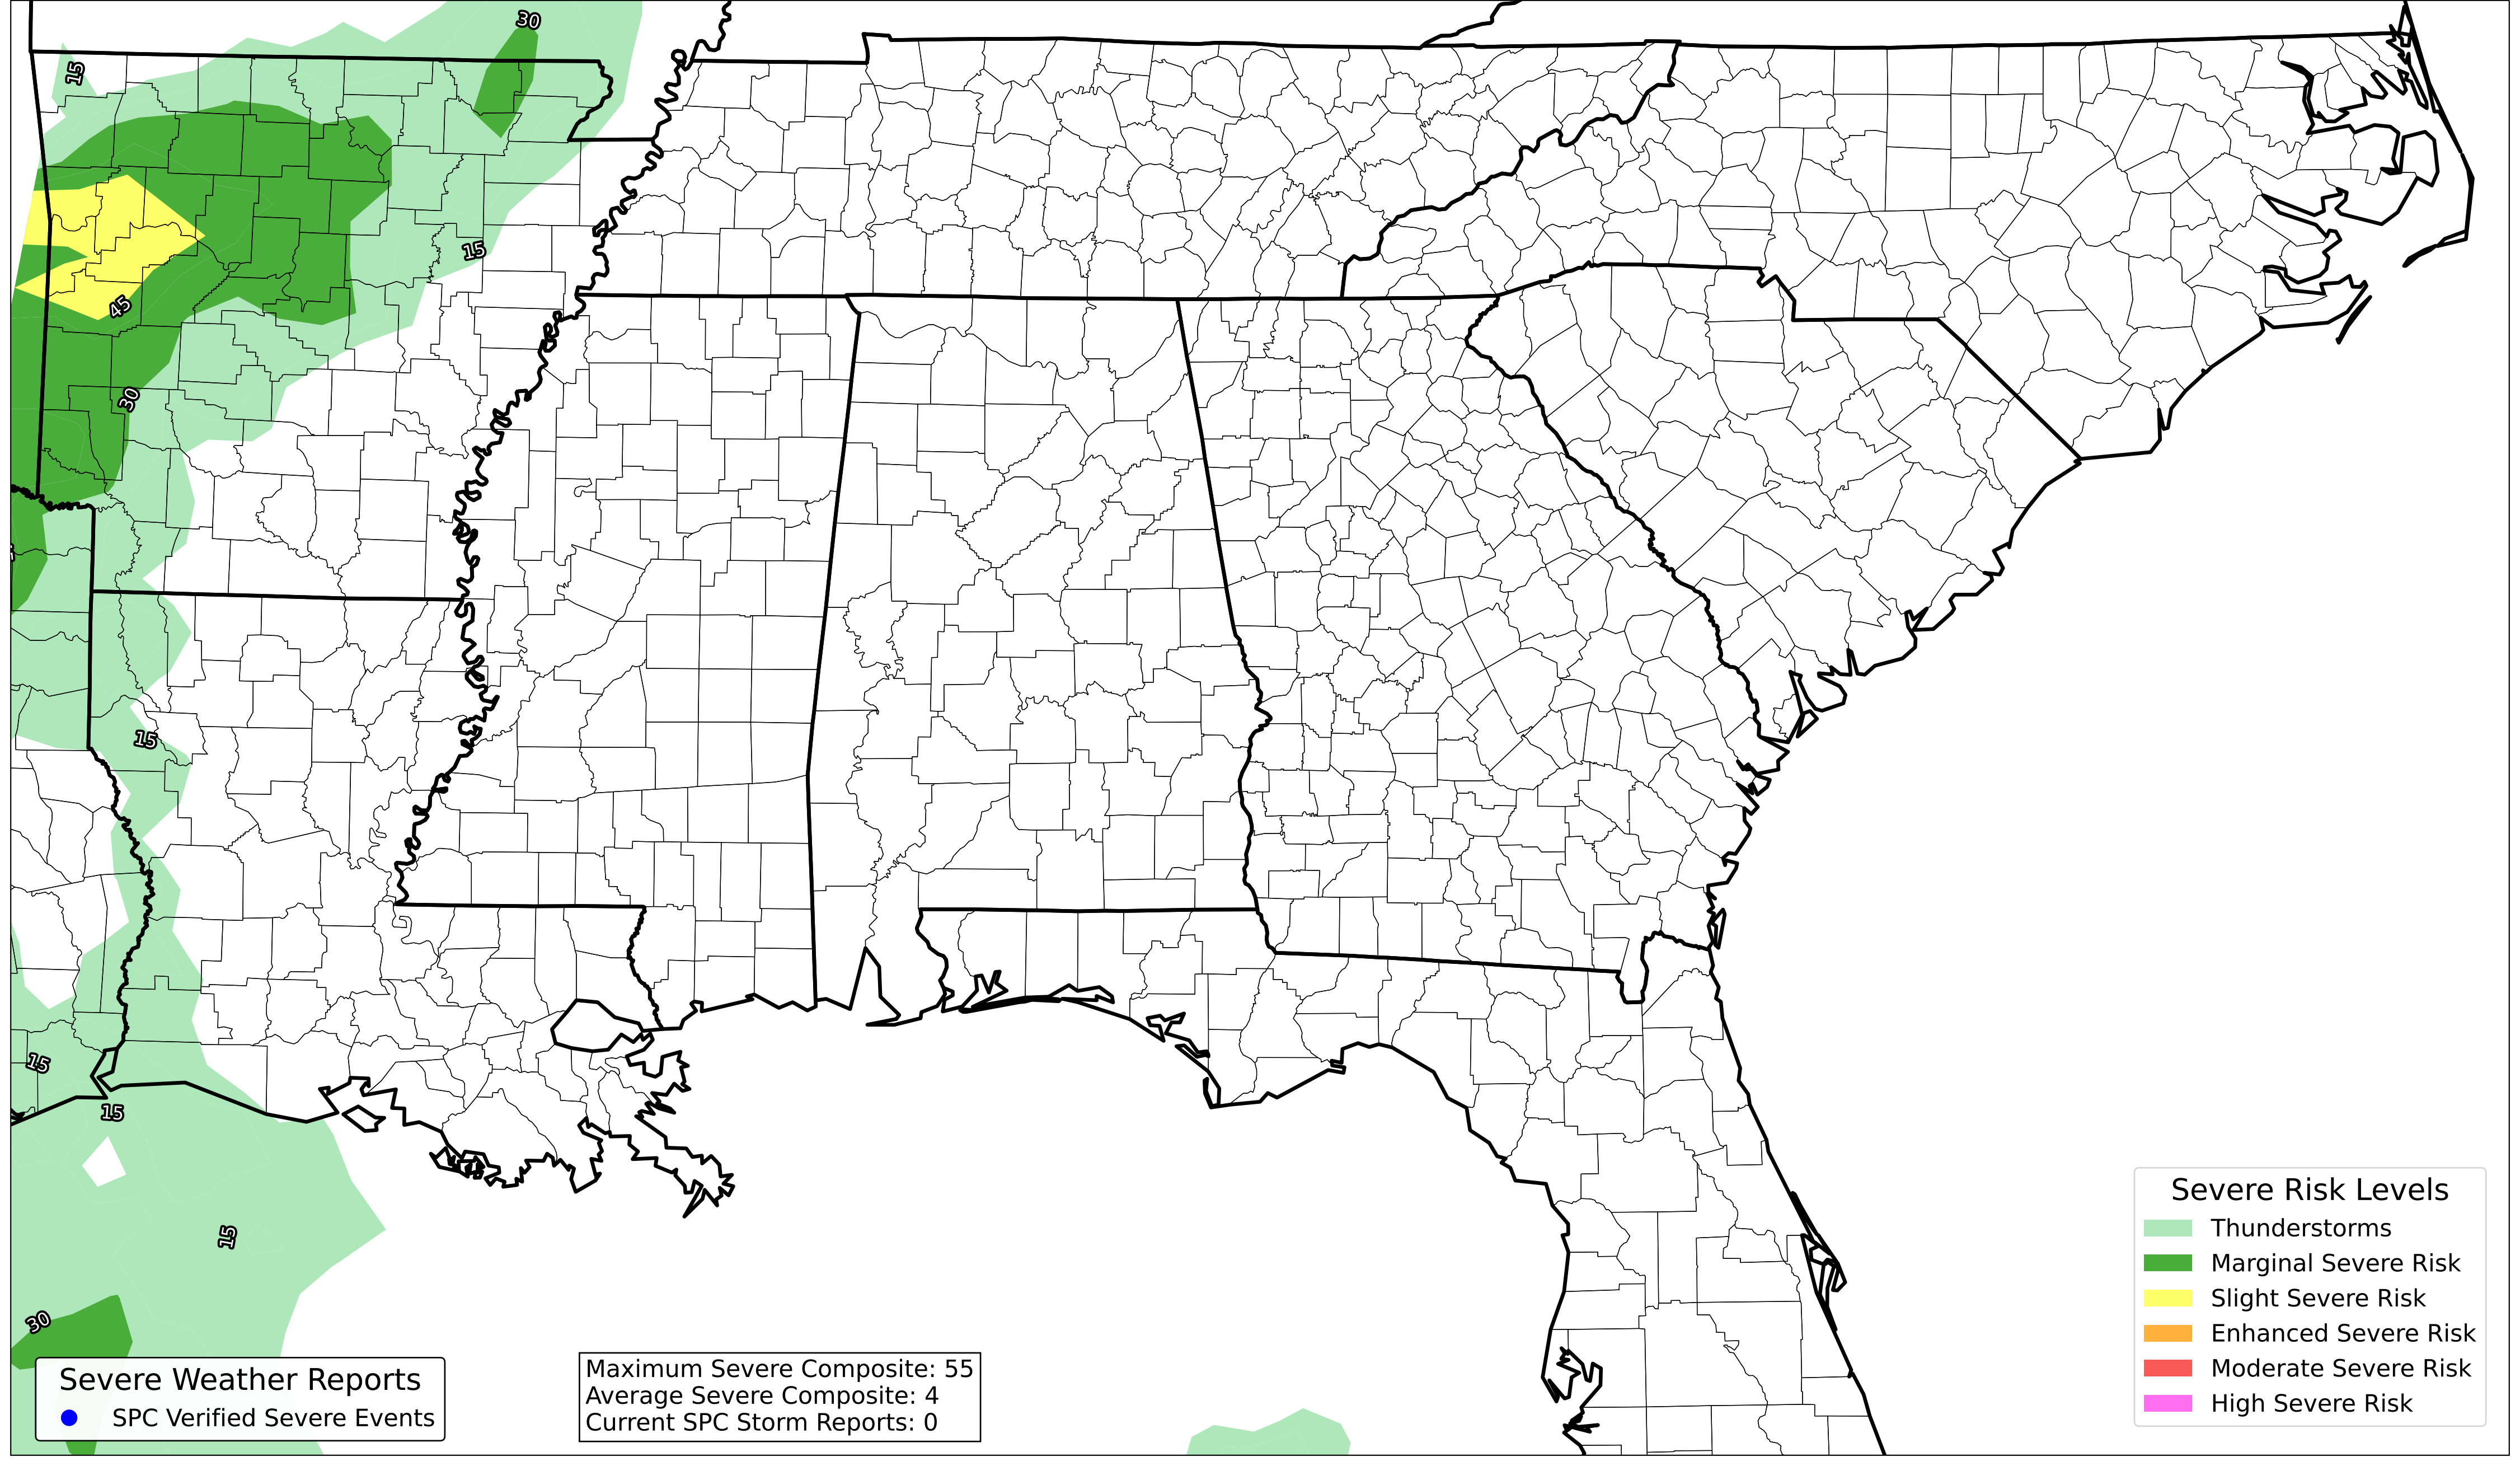 30
15
15
45
30
15
15
15
15
30
Severe Weather Reports
SPC Verified Severe Events
Maximum Severe Composite: 55
Average Severe Composite: 4
Current SPC Storm Reports: 0
Severe Risk Levels
Thunderstorms
Marginal Severe Risk
Slight Severe Risk
Enhanced Severe Risk
Moderate Severe Risk
High Severe Risk